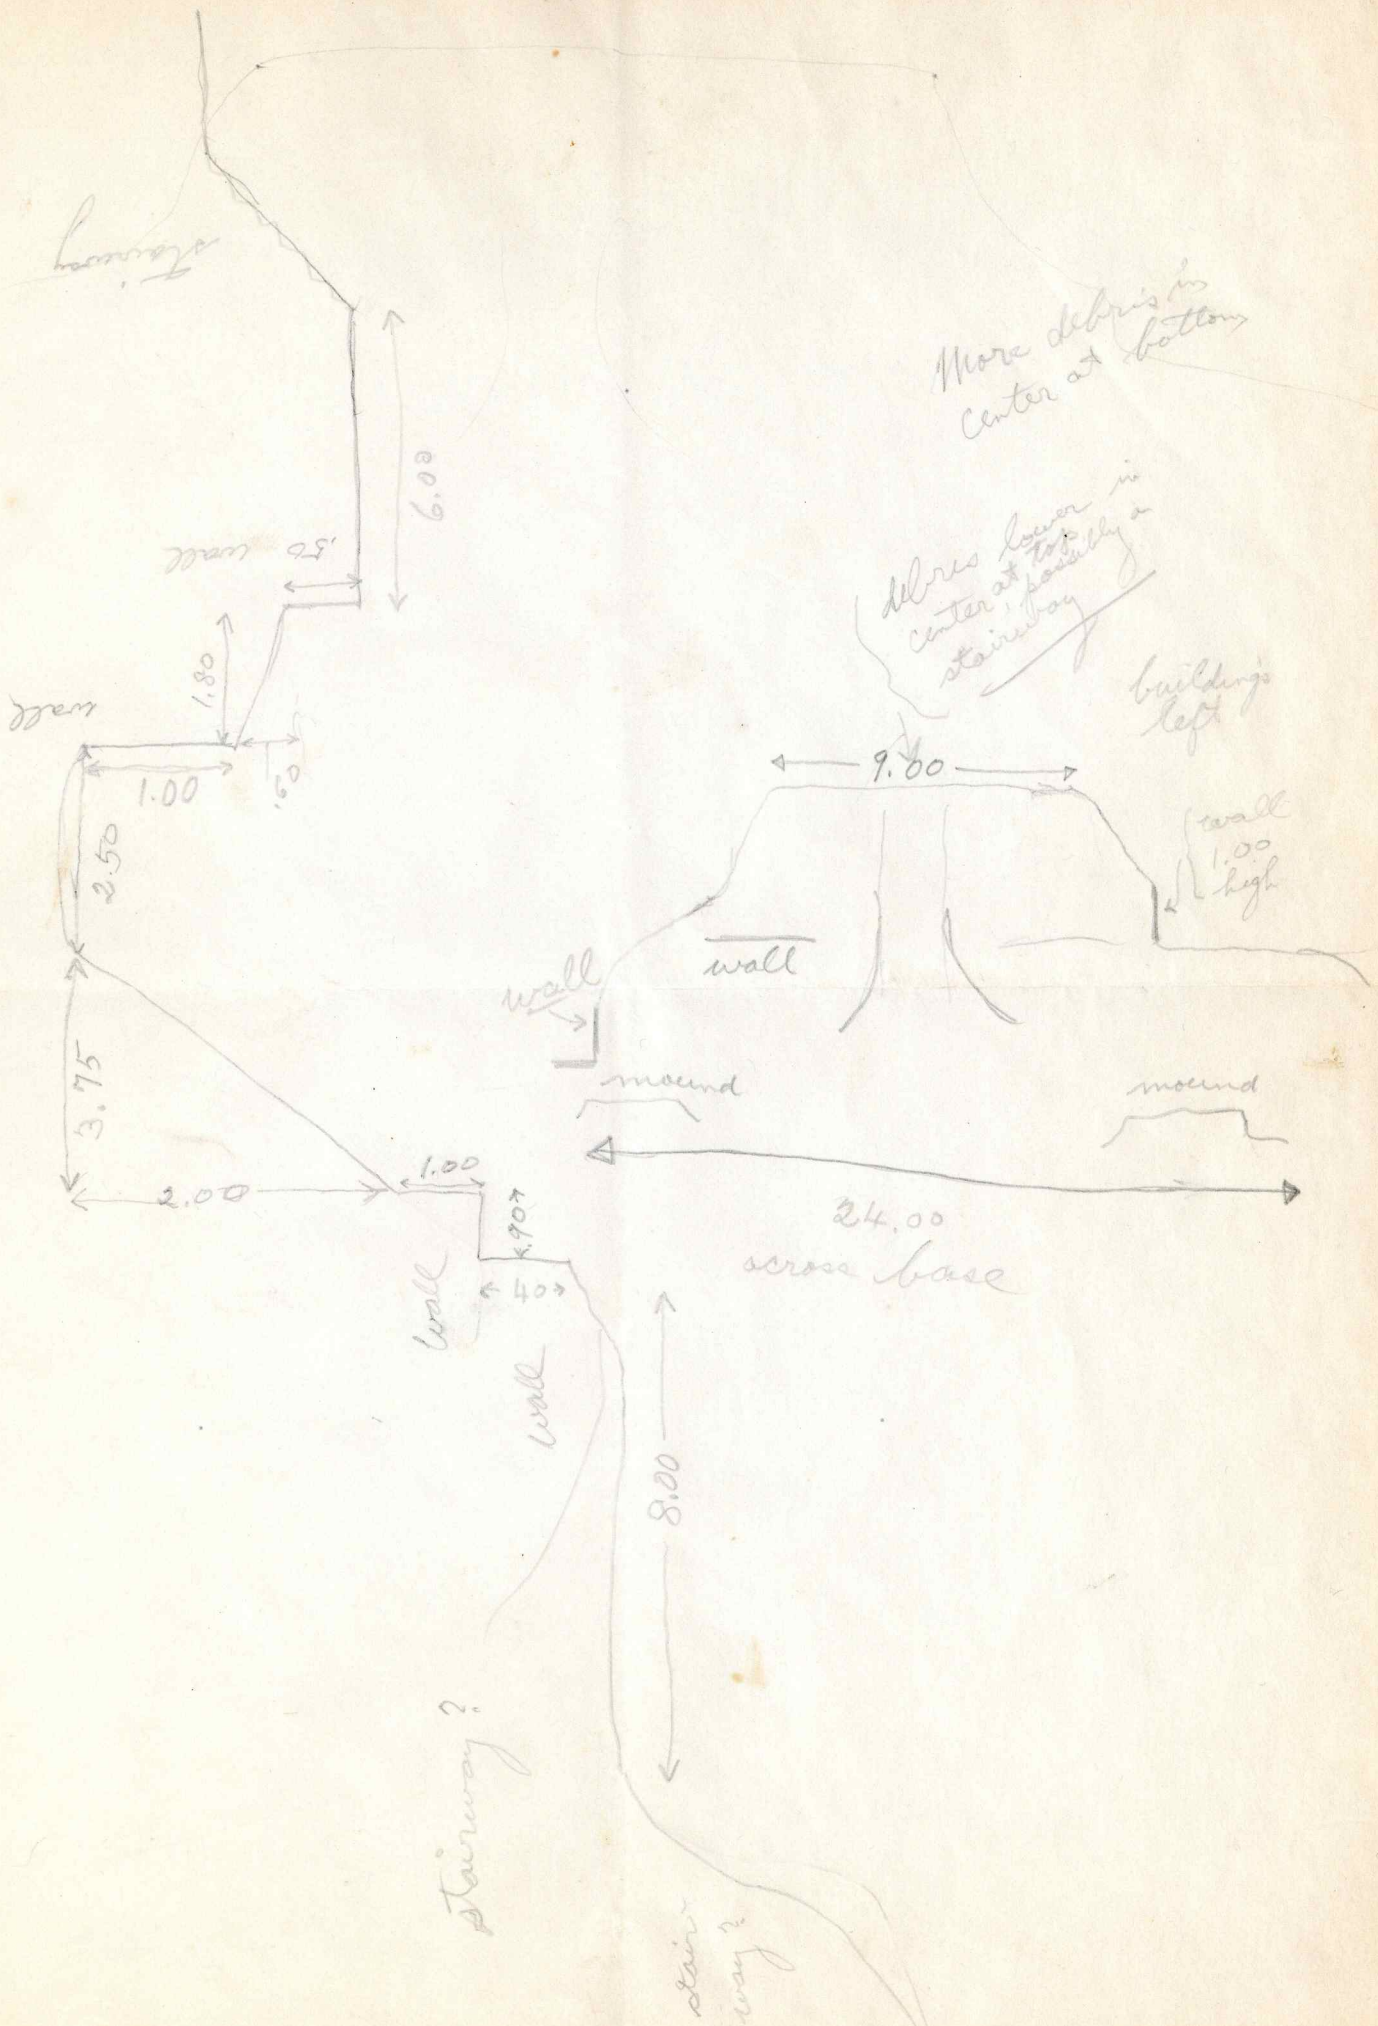 stairway
6.00
.50 wall
1.80
wall
1.00
.60
2.50
3.75
2.00
1.00
.90
40
wall
wall
8.00
stairway?
stair-
way?
More debris in
center at bottom
debres lower in
center at top
possibly a
stairway
buildings
left
9.00
wall
1.00
high
wall
wall
mound
mound
24.00
across base